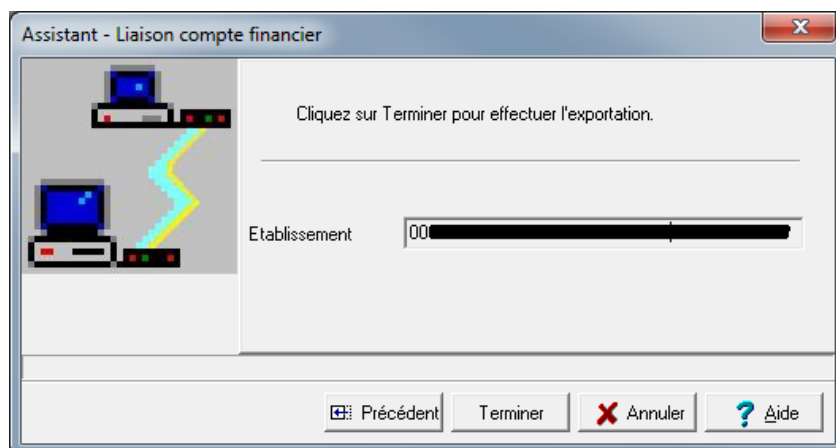 Assistant - Liaison compte financier
Cliquez sur Terminer pour effectuer l'exportation.
Etablissement 00
Précédent Terminer Annuler ? Aide